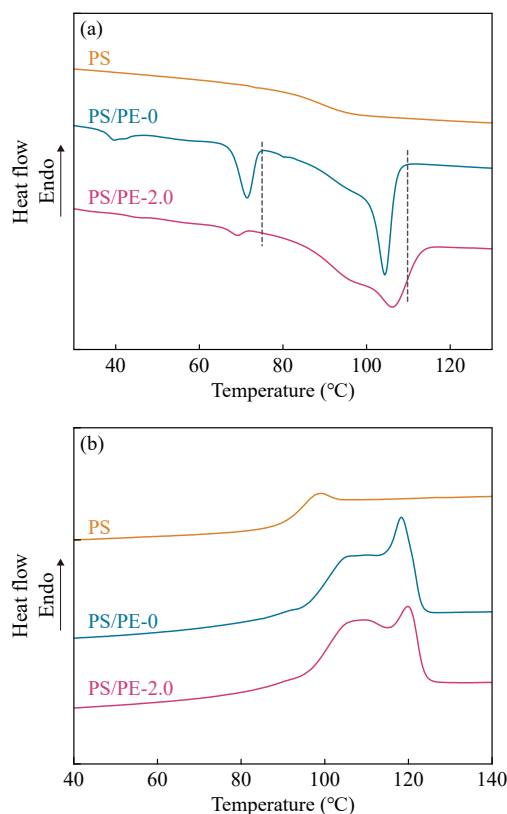 (a)
PS
PS/PE-0
PS/PE-2.0
Heat flow
Endo
40 60 80 100 120
Temperature (°C)
(b)
PS
PS/PE-0
PS/PE-2.0
Heat flow
Endo
40 60 80 100 120 140
Temperature (°C)